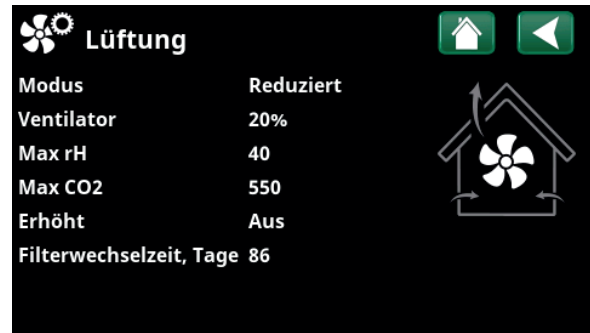 Lüftung
Modus Reduziert
Ventilator 20%
Max rH 40
Max CO2 550
Erhöht Aus
Filterwechselzeit, Tage 86